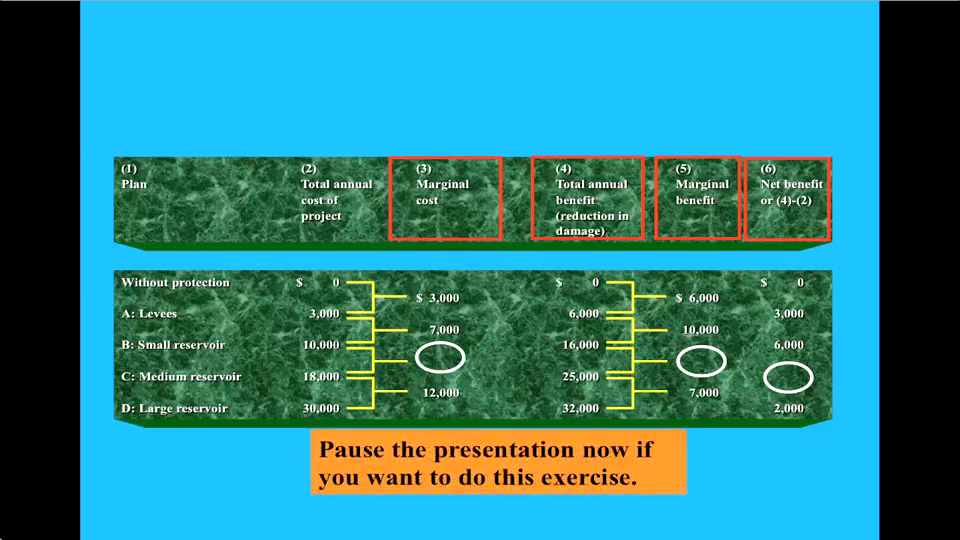 (1) (2) (3) (4) (5) (6)
Plan Total annual Marginal Total annual Marginal Net benefit
cost of cost benefit benefit or (4)-(2)
project (reduction in
damage)
Without protection $ 0 $ 0 $ 0
$ 3,000 $ 6,000
A: Levees 3,000 6,000 3,000
7,000 10,000
B: Small reservoir 10,000 16,000 6,000
C: Medium reservoir 18,000 25,000
12,000 7,000
D: Large reservoir 30,000 32,000 2,000
Pause the presentation now if
you want to do this exercise.